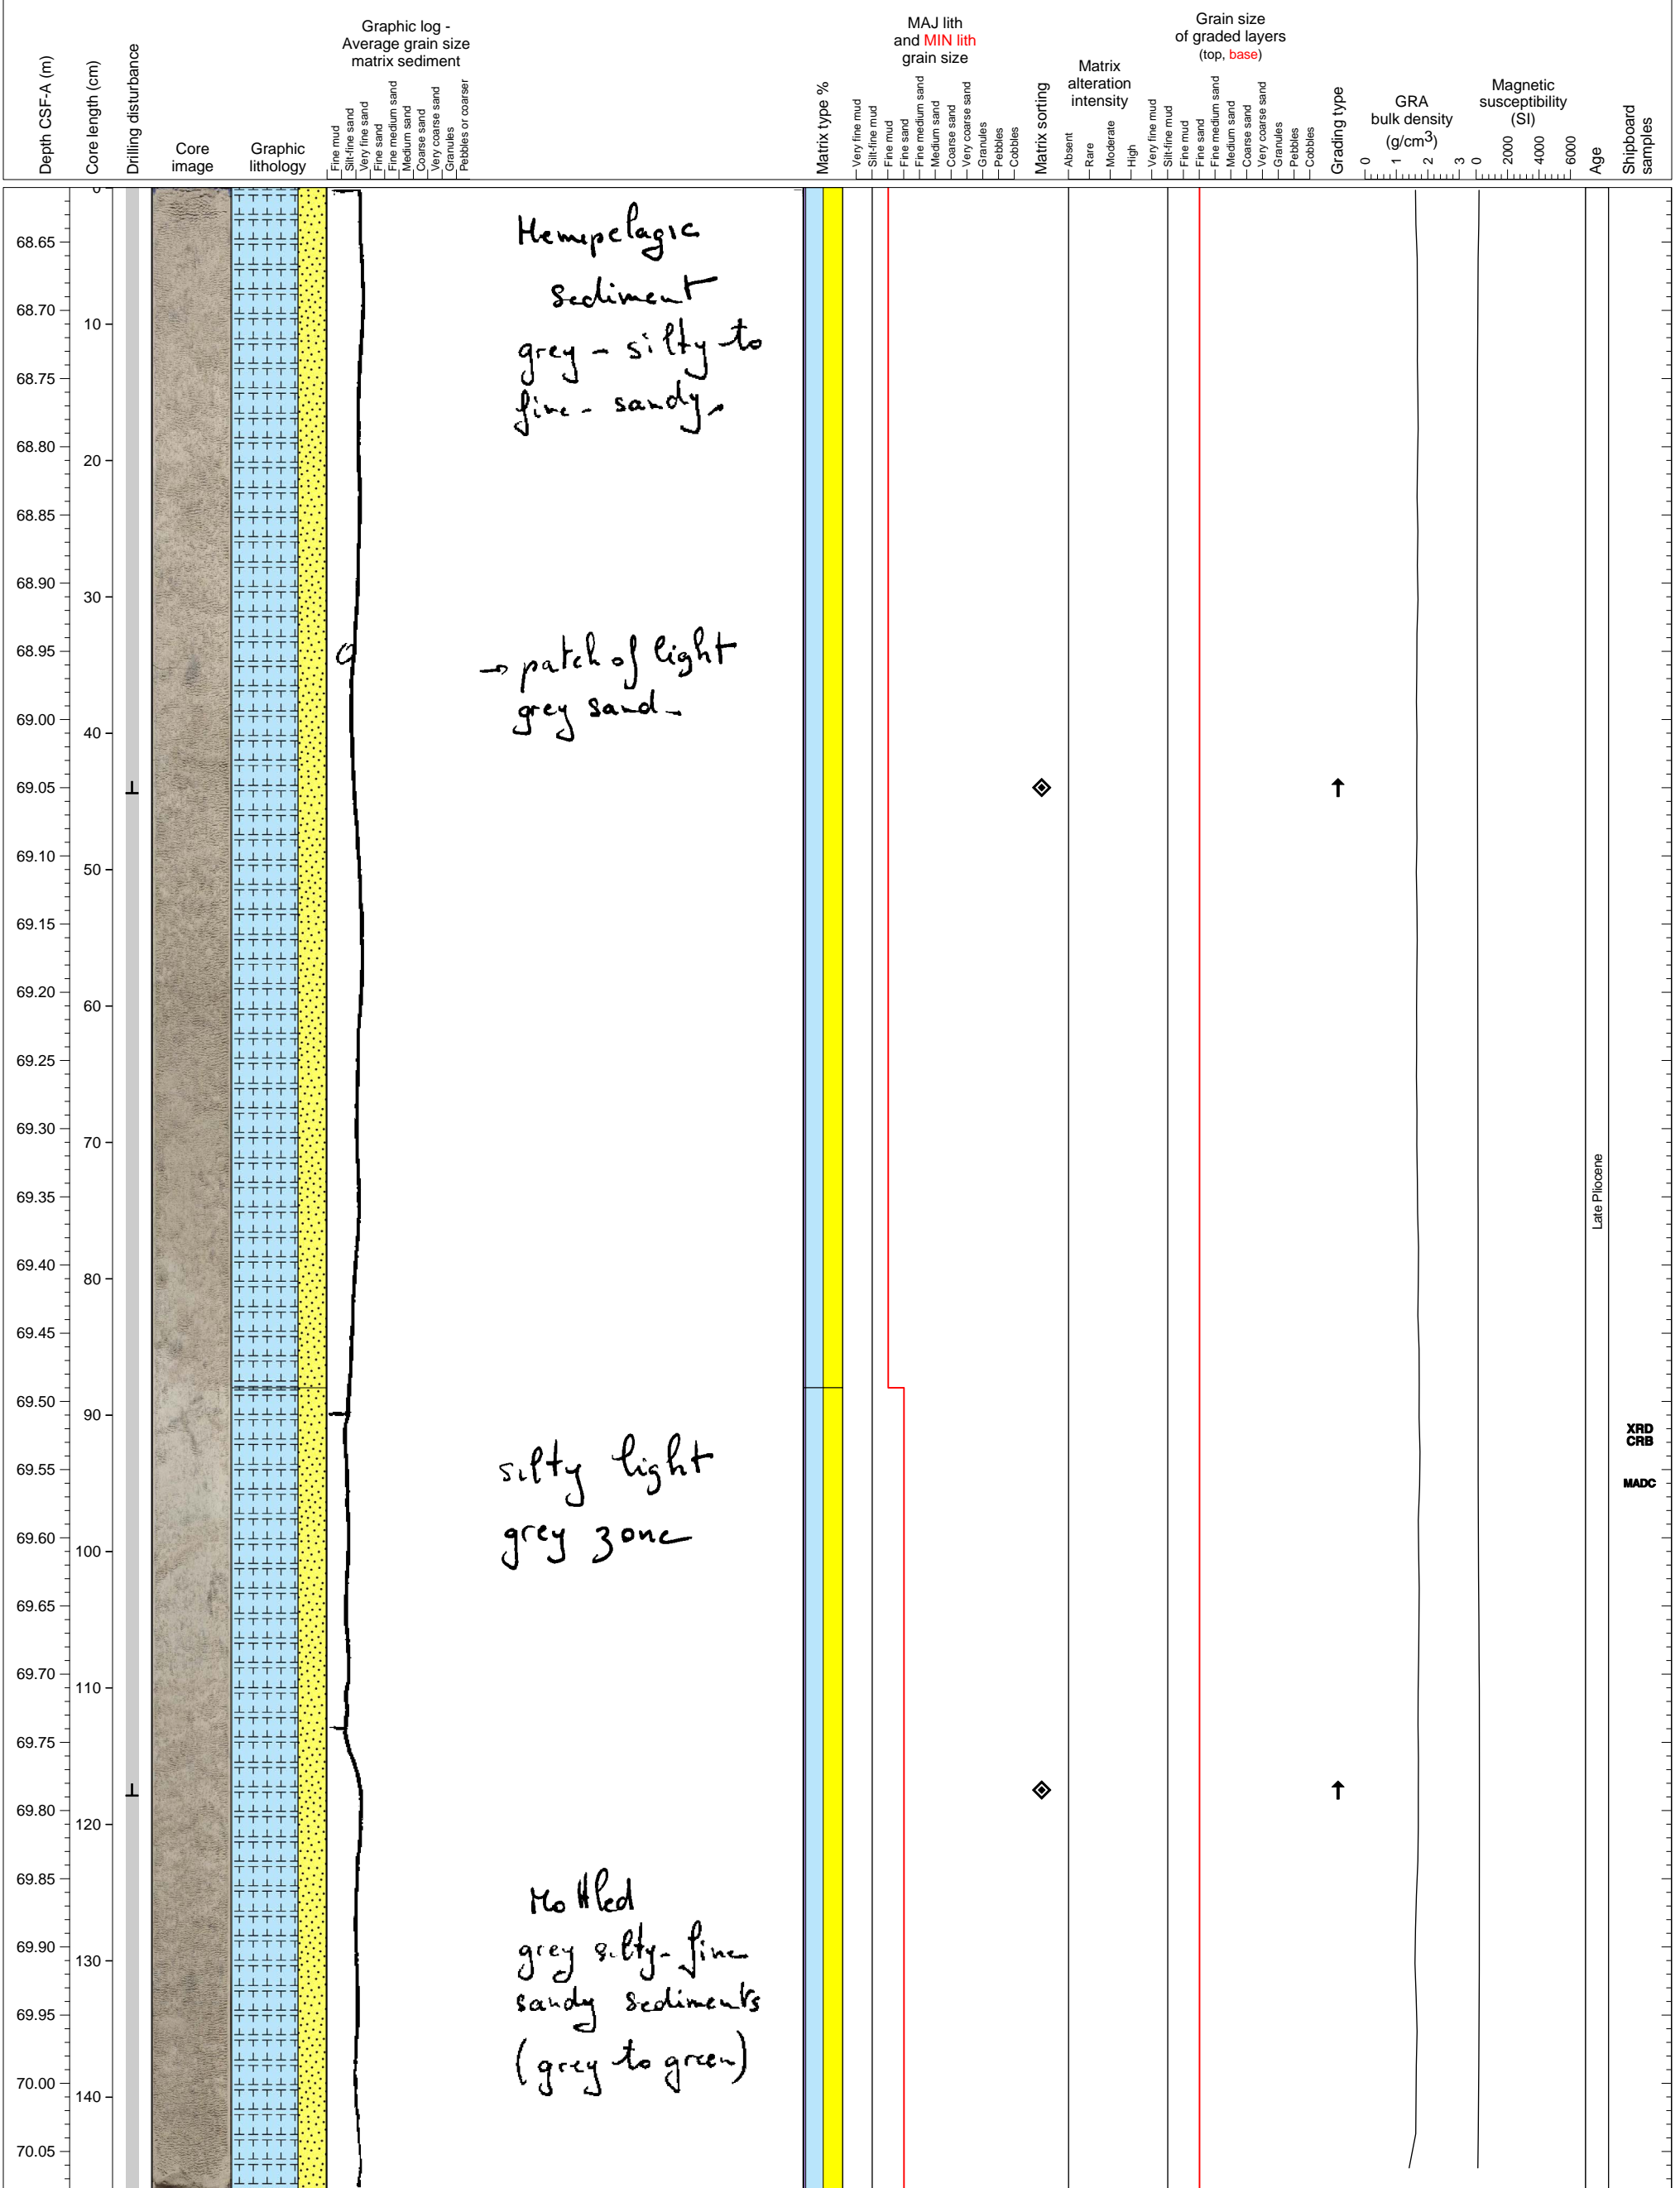 Depth CSF-A (m)
Core length (cm)
Drilling disturbance
Core
image
Graphic
lithology
Graphic log -
Average grain size
matrix sediment
Fine mud
Silt-fine sand
Very fine sand
Fine sand
Fine medium sand
Medium sand
Coarse sand
Very coarse sand
Granules
Pebbles or coarser
Matrix type %
MAJ lith
and MIN lith
grain size
Very fine mud
Silt-fine mud
Fine mud
Fine sand
Fine medium sand
Medium sand
Coarse sand
Very coarse sand
Granules
Pebbles
Cobbles
Matrix sorting
Matrix
alteration
intensity
Absent
Rare
Moderate
High
Grain size
of graded layers
(top, base)
Very fine mud
Silt-fine mud
Fine mud
Fine sand
Fine medium sand
Medium sand
Coarse sand
Very coarse sand
Granules
Pebbles
Cobbles
Grading type
GRA
bulk density
(g/cm3)
0 1 2 3
Magnetic
susceptibility
(SI)
0 2000 4000 6000
Age
Shipboard
samples
0
68.65
68.70
10
68.75
68.80
20
68.85
68.90
30
68.95
69.00
40
69.05
69.10
50
69.15
69.20
60
69.25
69.30
70
69.35
69.40
80
69.45
69.50
90
69.55
69.60
100
69.65
69.70
110
69.75
69.80
120
69.85
69.90
130
69.95
70.00
140
70.05
Hemipelagic
sediment
grey - silty to
fine - sandy.
→ patch of light
grey sand -
silty light
grey zone
Mottled
grey silty - fine
sandy sediments
(grey to green)
Late Pliocene
XRD
CRB
MADC